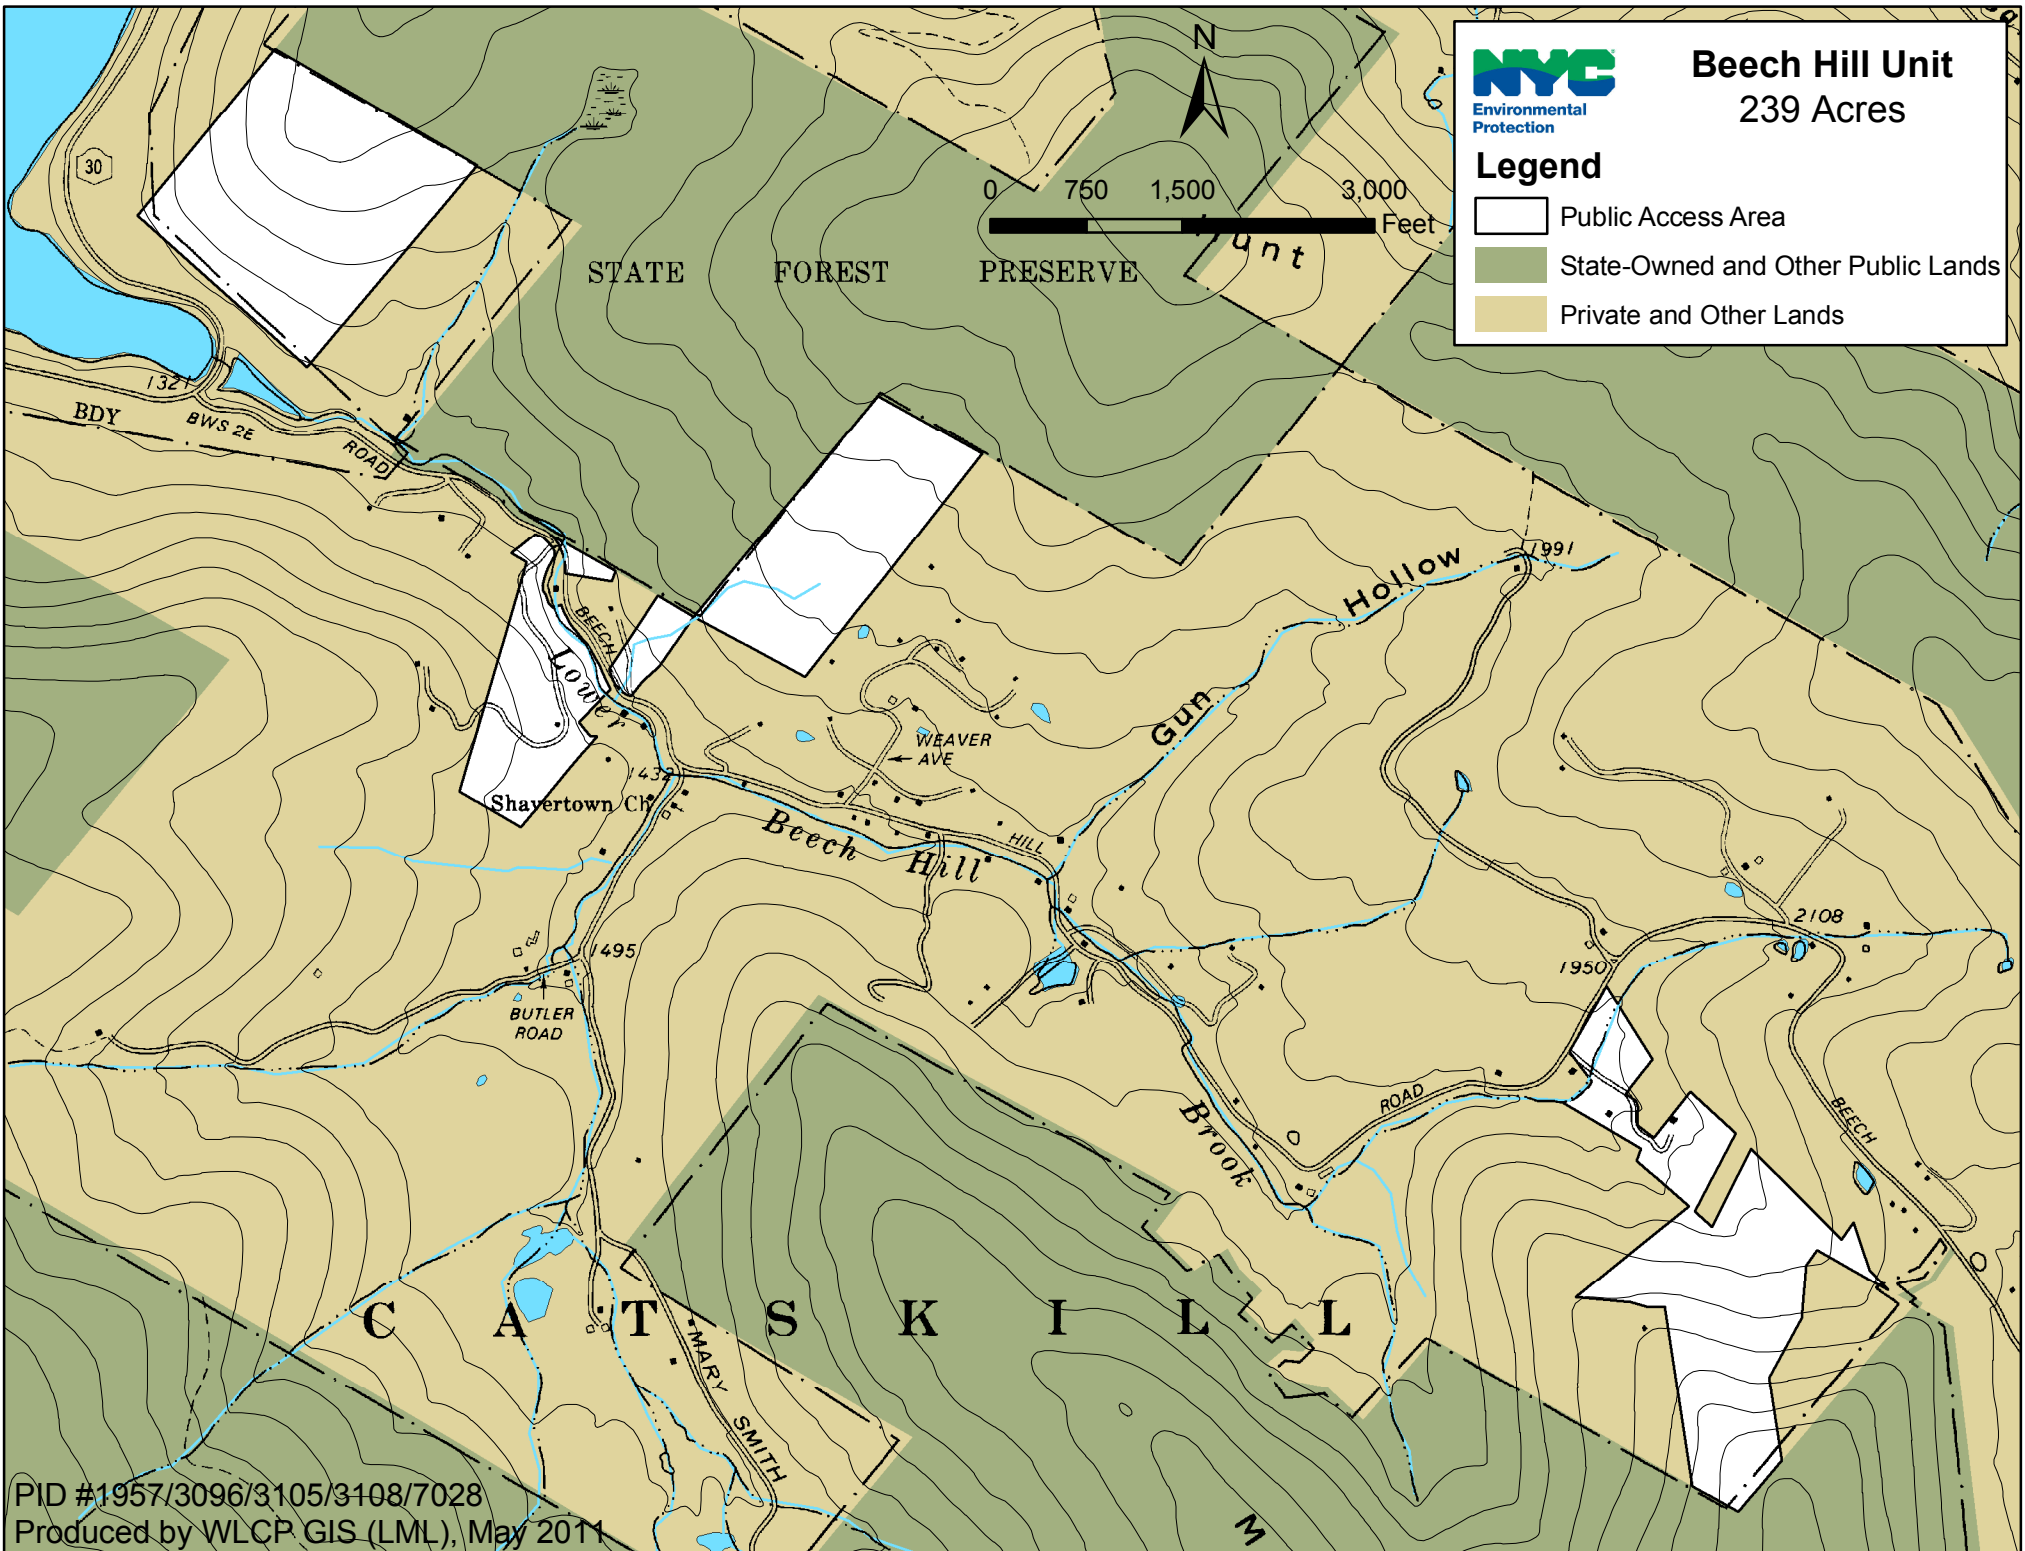 N
0 750 1,500 3,000
Feet
NYC
Environmental
Protection
Beech Hill Unit
239 Acres
Legend
Public Access Area
State-Owned and Other Public Lands
Private and Other Lands
30
Hunt
STATE FOREST PRESERVE
1321
BDY
BWS 2E
ROAD
1991
Gun Hollow
BEECH
Lower
WEAVER
AVE
1432
Shavertown Ch
Beech Hill
HILL
2108
1495
1950
BUTLER
ROAD
ROAD
Brook
BEECH
CATSKILL
MARY SMITH
M
PID #1957/3096/3105/3108/7028
Produced by WLCP GIS (LML), May 2011